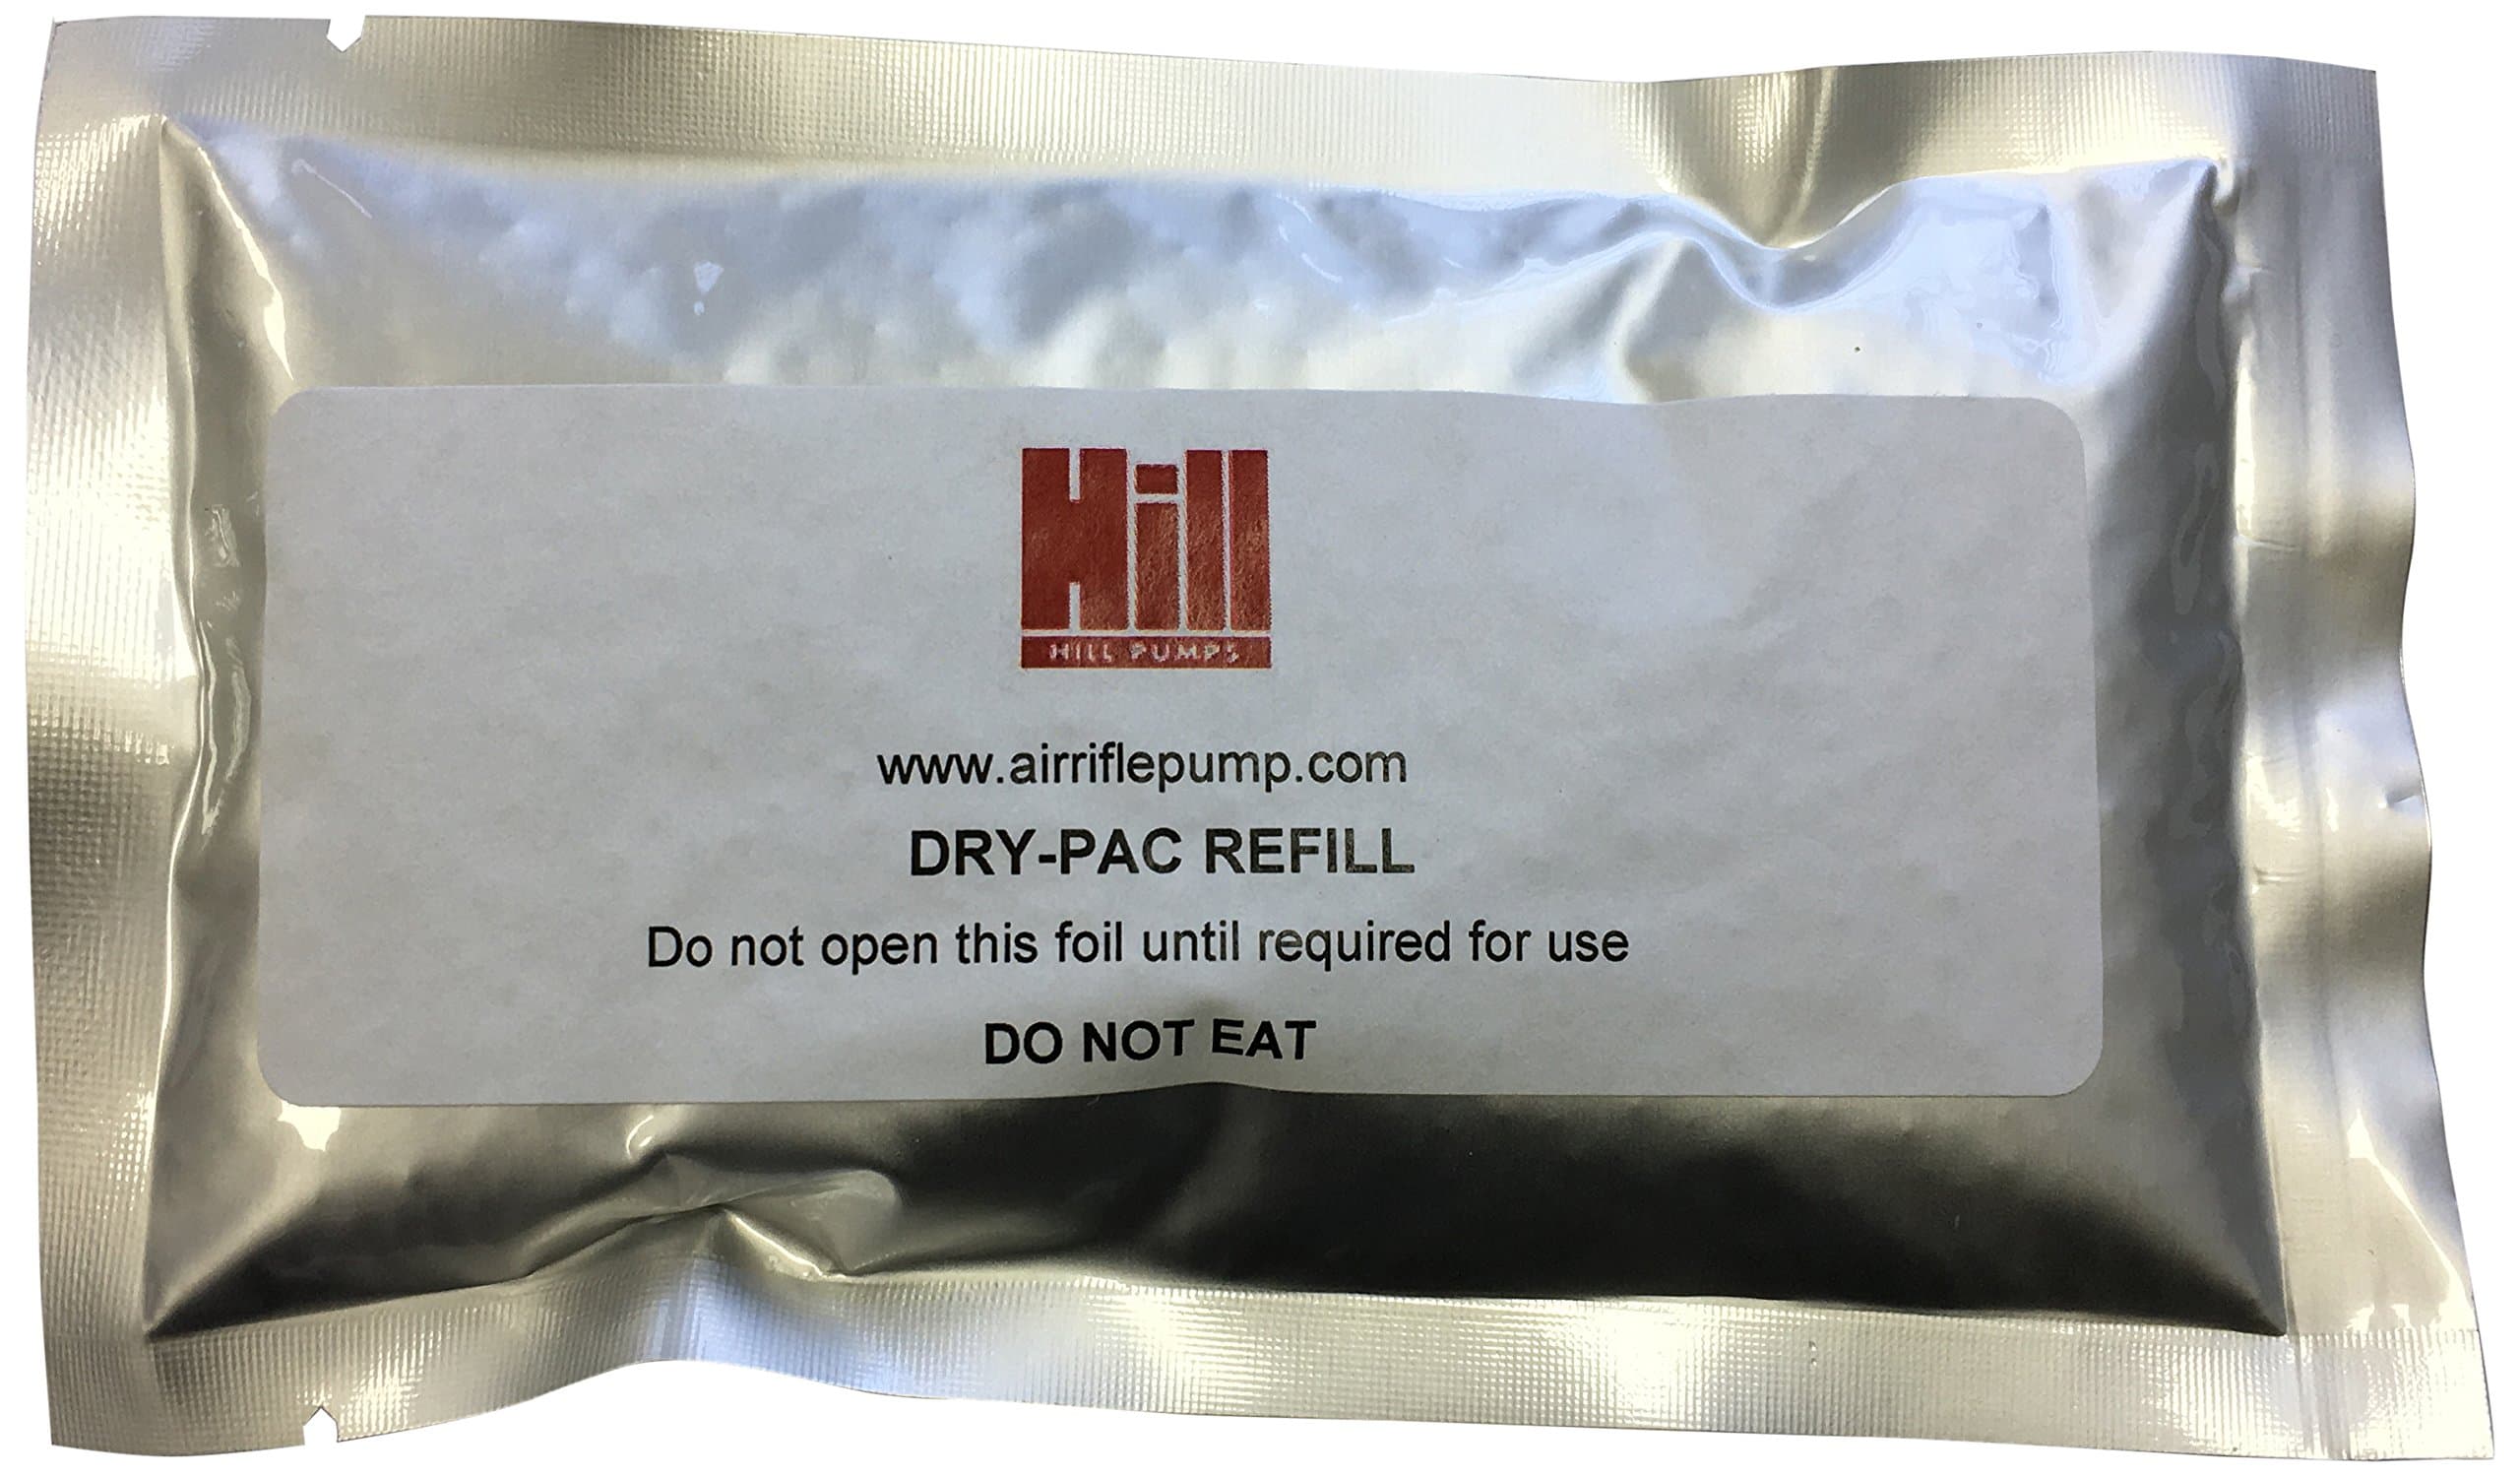 Hill
HILL PUMPS
www.airriflepump.com
DRY-PAC REFILL
Do not open this foil until required for use
DO NOT EAT